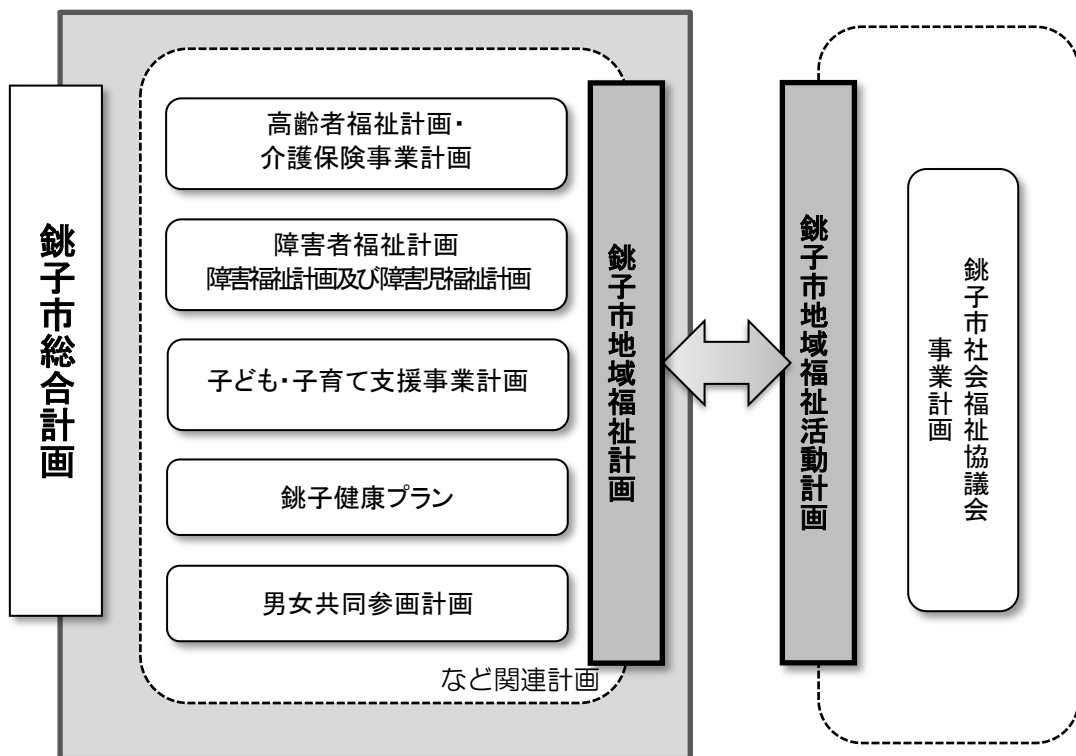 銚子市総合計画
高齢者福祉計画・
介護保険事業計画
障害者福祉計画
障害福祉計画及び障害児福祉計画
子ども・子育て支援事業計画
銚子健康プラン
男女共同参画計画
など関連計画
銚子市地域福祉計画
銚子市地域福祉活動計画
銚子市社会福祉協議会
事業計画